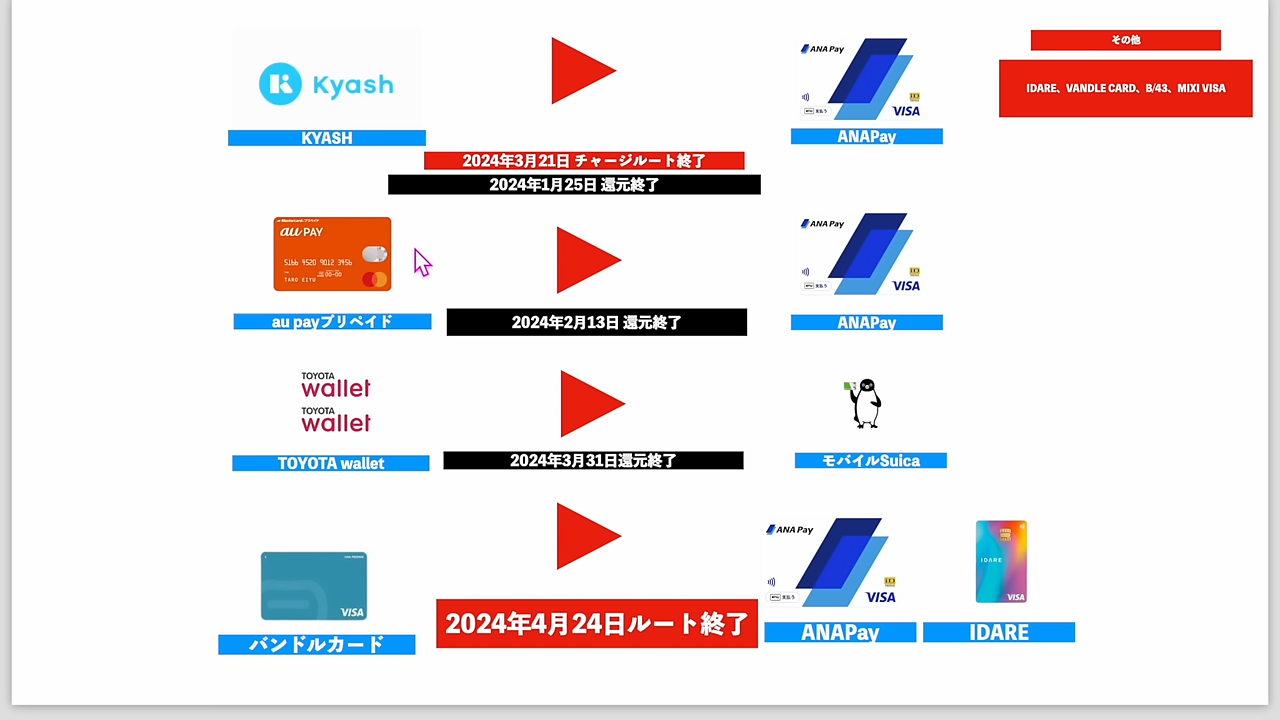 Kyash
KYASH
ANA Pay
VISA
ANAPay
その他
IDARE、VANDLE CARD、B/43、MIXI VISA
2024年3月21日 チャージルート終了
2024年1月25日 還元終了
au PAY
5166 4520 9012 3456
TARO EIYU
au payプリペイド
2024年2月13日 還元終了
ANA Pay
VISA
ANAPay
TOYOTA
wallet
TOYOTA
wallet
TOYOTA wallet
2024年3月31日還元終了
モバイルSuica
VISA
バンドルカード
2024年4月24日ルート終了
ANA Pay
VISA
ANAPay
IDARE
VISA
IDARE